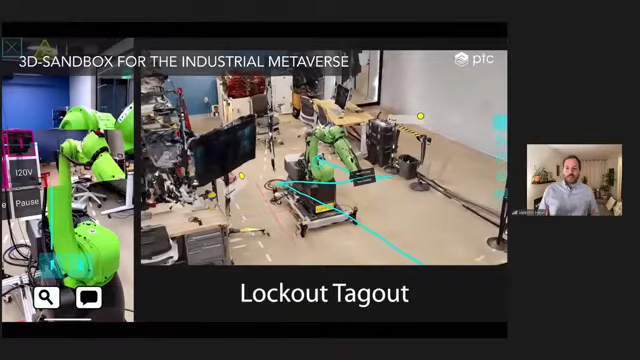 3D-SANDBOX FOR THE INDUSTRIAL METAVERSE
ptc
120V
Pause
Lockout Tagout